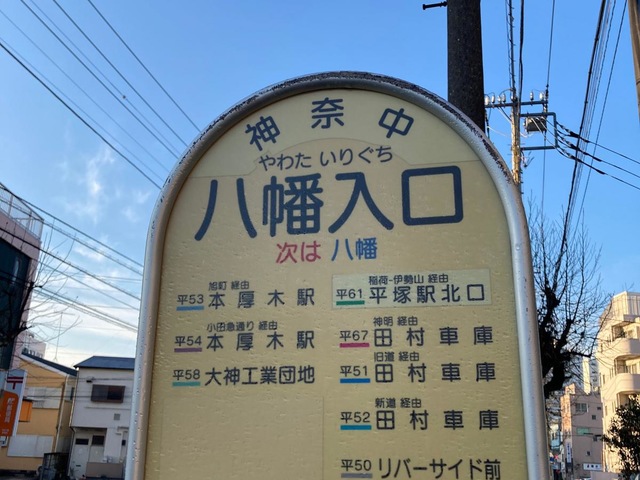 神奈中
やわた いりぐち
八幡入口
次は 八幡
旭町 経由
平53 本厚木駅
小田急通り 経由
平54 本厚木駅
平58 大神工業団地
稲荷-伊勢山 経由
平61 平塚駅北口
神明 経由
平67 田村車庫
旧道 経由
平51 田村車庫
新道 経由
平52 田村車庫
平50 リバーサイド前